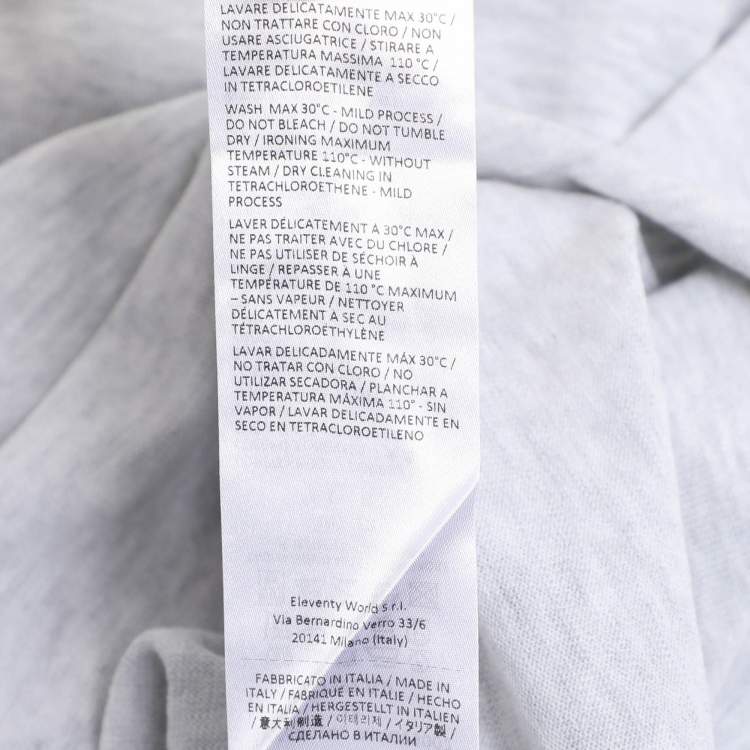 LAVARE DELICATAMENTE MAX 30°C /
NON TRATTARE CON CLORO / NON
USARE ASCIUGATRICE / STIRARE A
TEMPERATURA MASSIMA 110 °C /
LAVARE DELICATAMENTE A SECCO
IN TETRACLOROETILENE
WASH MAX 30°C - MILD PROCESS /
DO NOT BLEACH / DO NOT TUMBLE
DRY / IRONING MAXIMUM
TEMPERATURE 110°C - WITHOUT
STEAM / DRY CLEANING IN
TETRACHLOROETHENE - MILD
PROCESS
LAVER DÉLICATEMENT A 30°C MAX /
NE PAS TRAITER AVEC DU CHLORE /
NE PAS UTILISER DE SÉCHOIR À
LINGE / REPASSER À UNE
TEMPÉRATURE DE 110 °C MAXIMUM
– SANS VAPEUR / NETTOYER
DÉLICATEMENT À SEC AU
TÉTRACHLOROÉTHYLÈNE
LAVAR DELICADAMENTE MÁX 30°C /
NO TRATAR CON CLORO / NO
UTILIZAR SECADORA / PLANCHAR A
TEMPERATURA MÁXIMA 110° - SIN
VAPOR / LAVAR DELICADAMENTE EN
SECO EN TETRACLOROETILENO
Eleventy World s.r.l.
Via Bernardino Verro 33/6
20141 Milano (Italy)
FABBRICATO IN ITALIA / MADE IN
ITALY / FABRIQUÉ EN ITALIE / HECHO
EN ITALIA / HERGESTELLT IN ITALIEN
/ 意大利制造 / 이태리제 / イタリア製 /
СДЕЛАНО В ИТАЛИИ